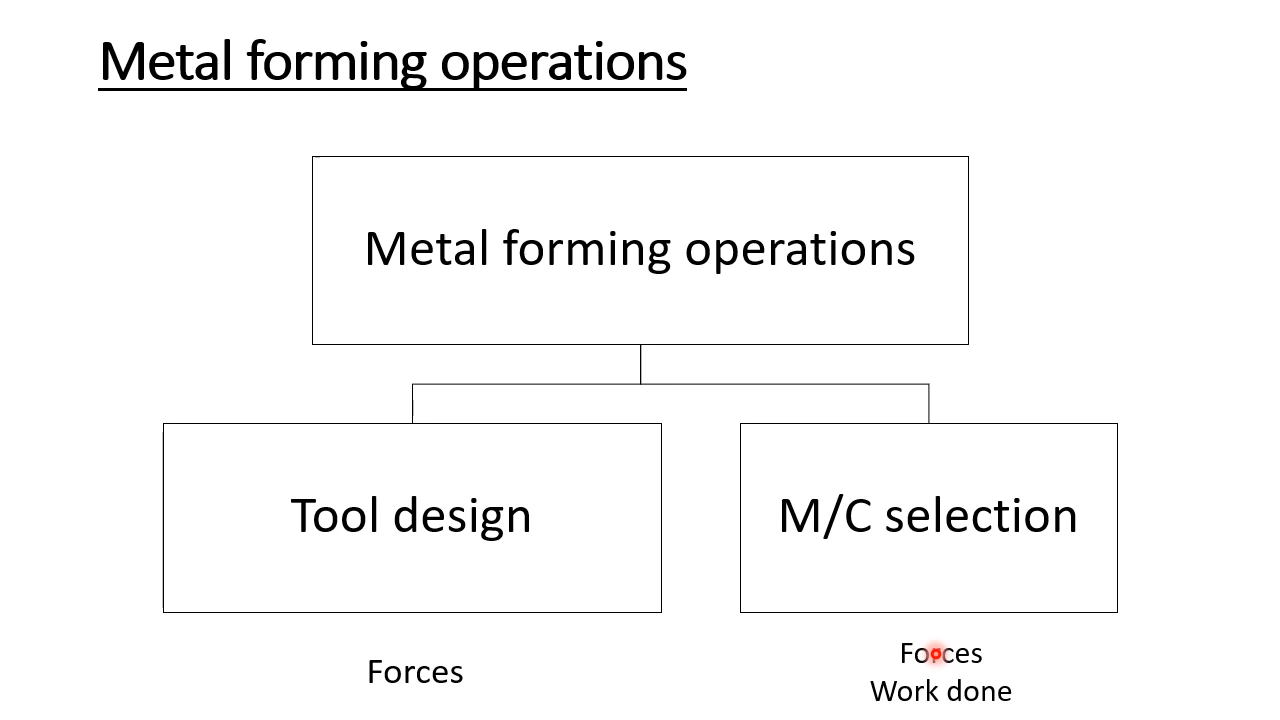 Metal forming operations
Metal forming operations
Tool design
M/C selection
Forces
Forces
Work done